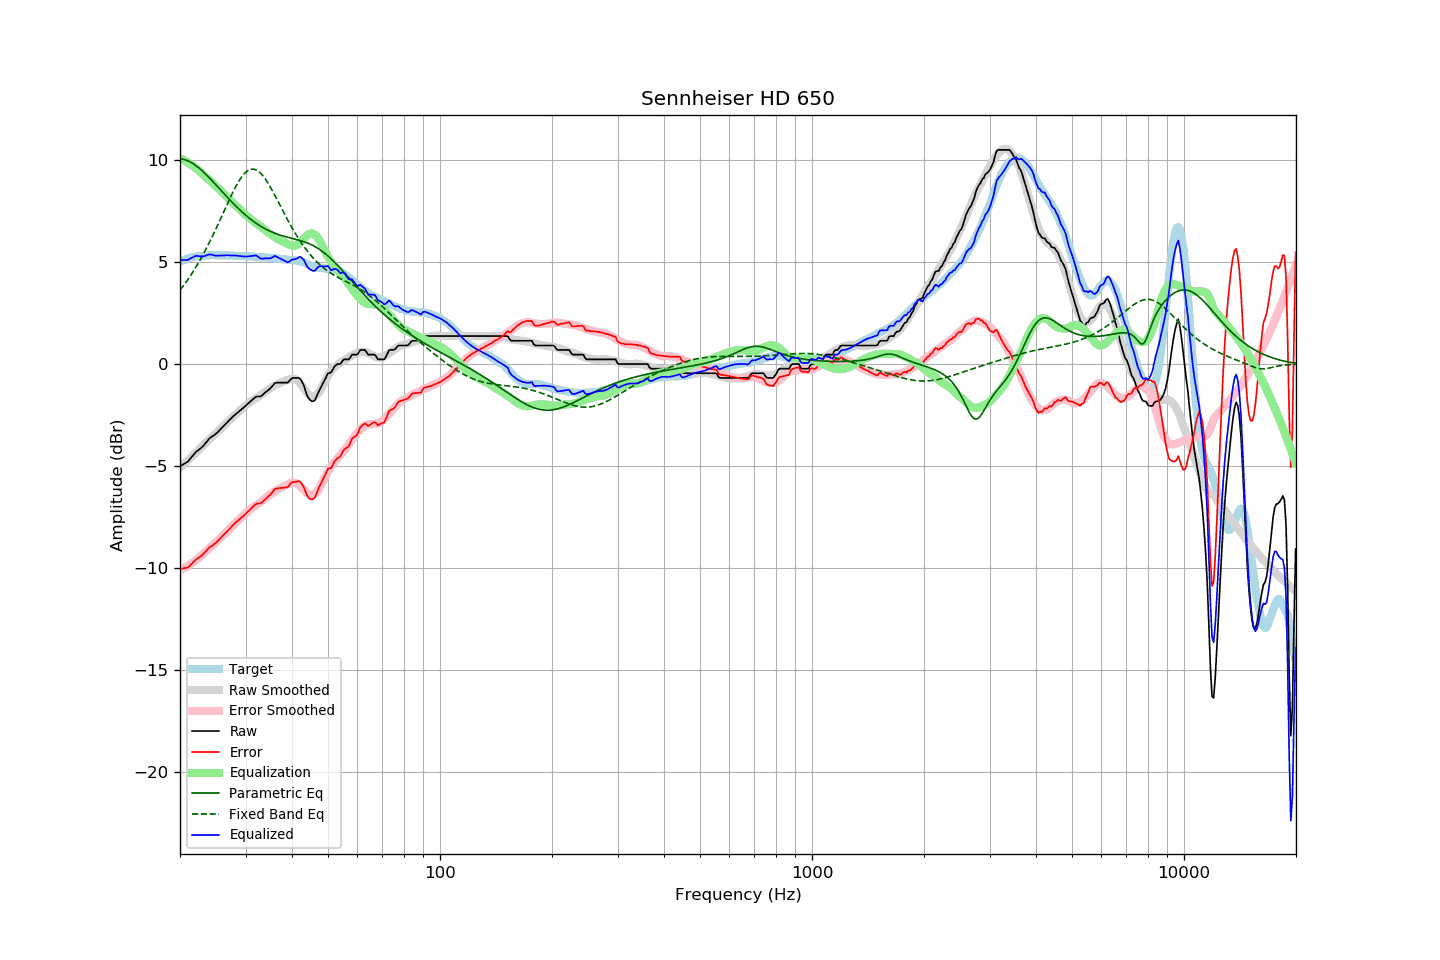 Sennheiser HD 650
Amplitude (dBr)
10
5
0
−5
−10
−15
−20
Target
Raw Smoothed
Error Smoothed
Raw
Error
Equalization
Parametric Eq
Fixed Band Eq
Equalized
100
1000
10000
Frequency (Hz)